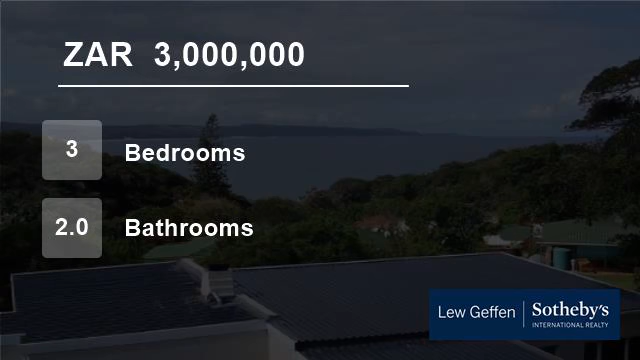 ZAR 3,000,000
3
Bedrooms
2.0
Bathrooms
Lew Geffen
Sotheby's
INTERNATIONAL REALTY